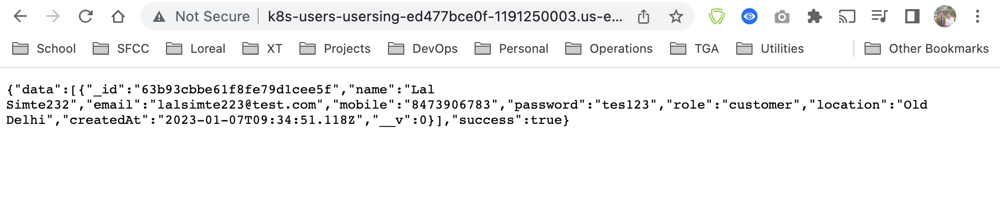 Not Secure k8s-users-usersing-ed477bce0f-1191250003.us-e...
School SFCC Loreal XT Projects DevOps Personal Operations TGA Utilities Other Bookmarks
{"data":[{"_id":"63b93cbbe61f8fe79d1cee5f","name":"Lal
Simte232","email":"lalsimte223@test.com","mobile":"8473906783","password":"tes123","role":"customer","location":"Old
Delhi","createdAt":"2023-01-07T09:34:51.118Z","__v":0}],"success":true}